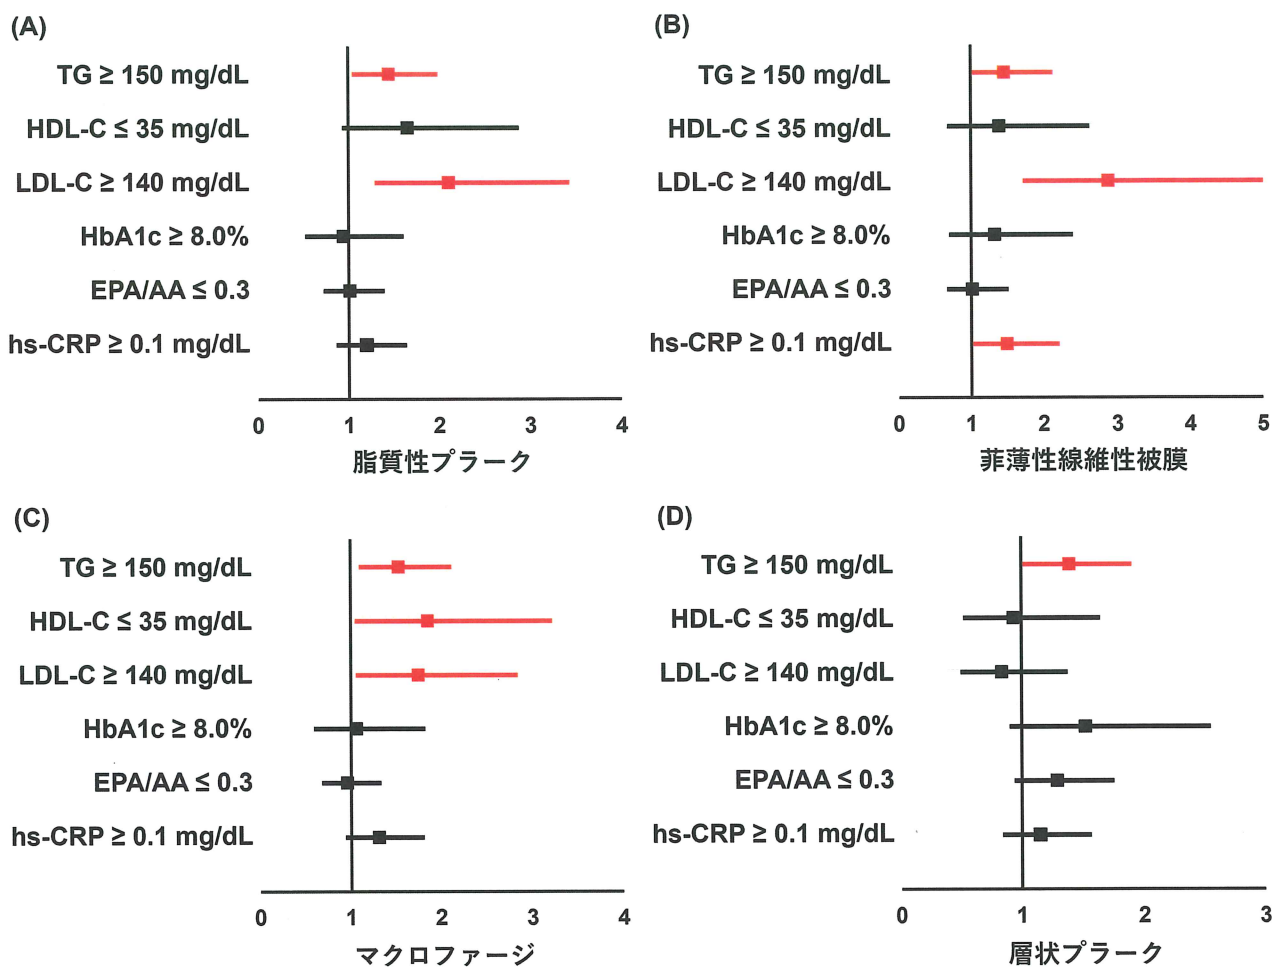 (A)
TG ≥ 150 mg/dL
HDL-C ≤ 35 mg/dL
LDL-C ≥ 140 mg/dL
HbA1c ≥ 8.0%
EPA/AA ≤ 0.3
hs-CRP ≥ 0.1 mg/dL
0 1 2 3 4
脂質性プラーク
(B)
TG ≥ 150 mg/dL
HDL-C ≤ 35 mg/dL
LDL-C ≥ 140 mg/dL
HbA1c ≥ 8.0%
EPA/AA ≤ 0.3
hs-CRP ≥ 0.1 mg/dL
0 1 2 3 4 5
菲薄性線維性被膜
(C)
TG ≥ 150 mg/dL
HDL-C ≤ 35 mg/dL
LDL-C ≥ 140 mg/dL
HbA1c ≥ 8.0%
EPA/AA ≤ 0.3
hs-CRP ≥ 0.1 mg/dL
0 1 2 3 4
マクロファージ
(D)
TG ≥ 150 mg/dL
HDL-C ≤ 35 mg/dL
LDL-C ≥ 140 mg/dL
HbA1c ≥ 8.0%
EPA/AA ≤ 0.3
hs-CRP ≥ 0.1 mg/dL
0 1 2 3
層状プラーク